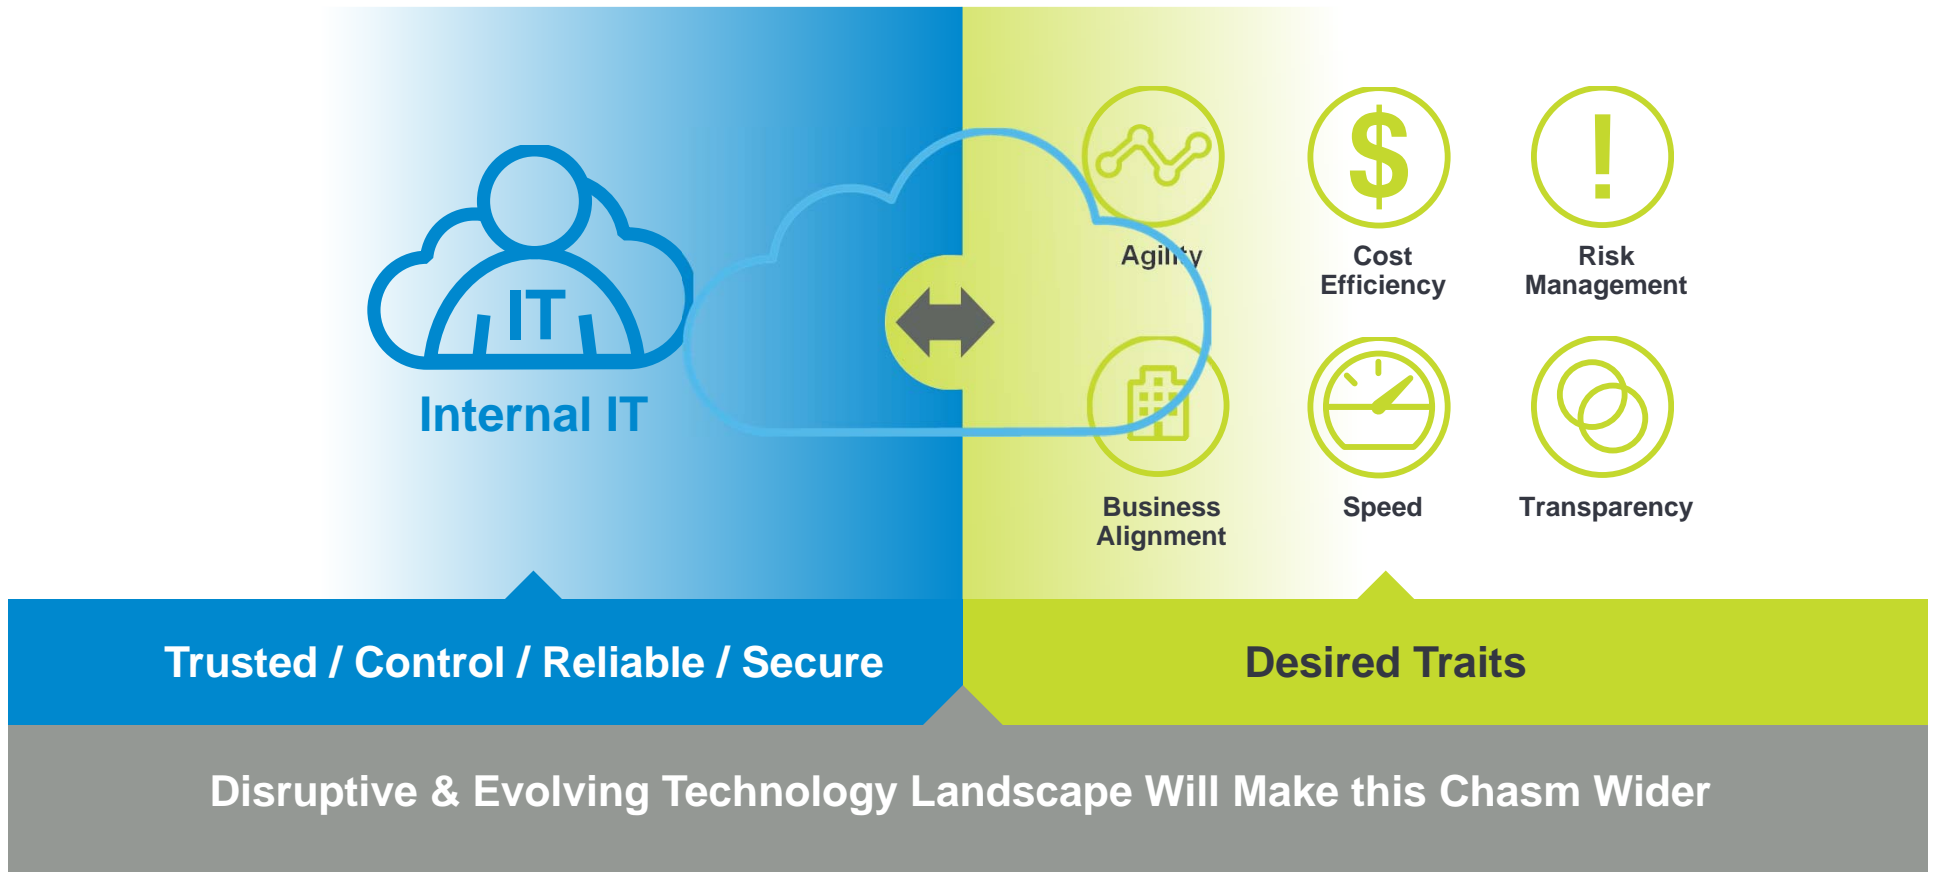 IT
Internal IT
Agility
Cost
Efficiency
Risk
Management
Business
Alignment
Speed
Transparency
Trusted / Control / Reliable / Secure
Desired Traits
Disruptive & Evolving Technology Landscape Will Make this Chasm Wider